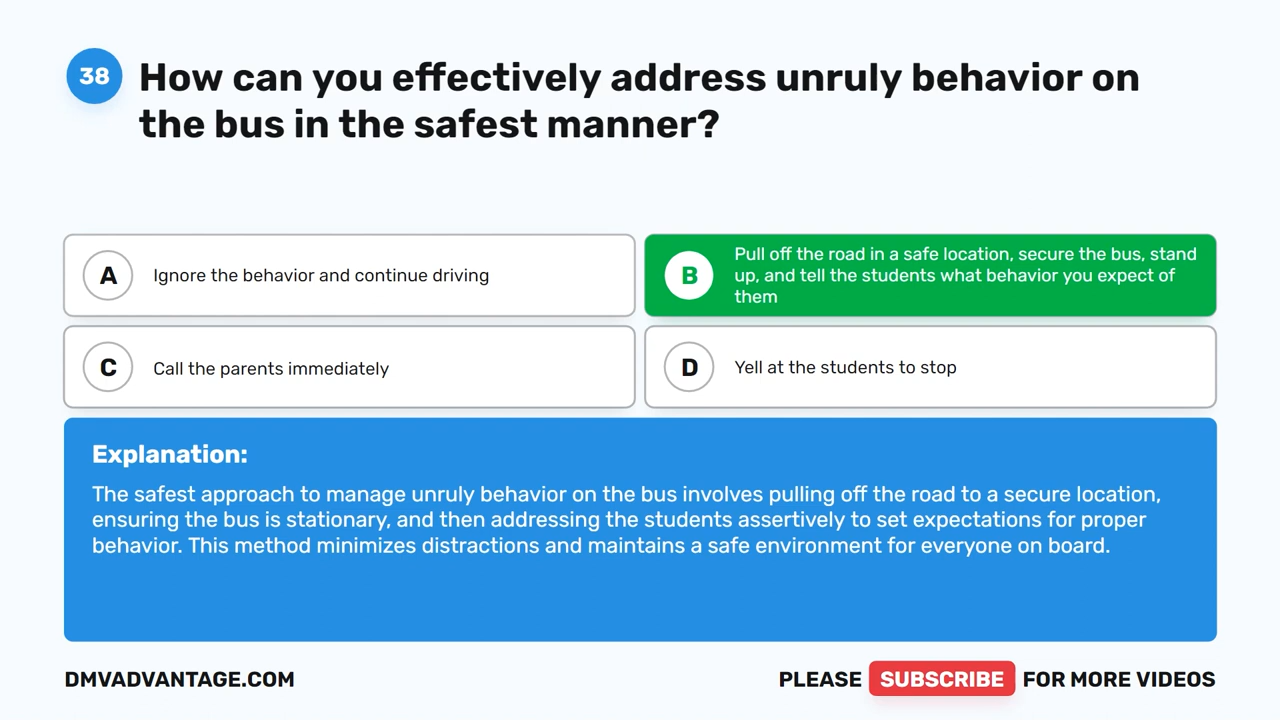 38
How can you effectively address unruly behavior on
the bus in the safest manner?
A
Ignore the behavior and continue driving
B
Pull off the road in a safe location, secure the bus, stand
up, and tell the students what behavior you expect of
them
C
Call the parents immediately
D
Yell at the students to stop
Explanation:
The safest approach to manage unruly behavior on the bus involves pulling off the road to a secure location,
ensuring the bus is stationary, and then addressing the students assertively to set expectations for proper
behavior. This method minimizes distractions and maintains a safe environment for everyone on board.
DMVADVANTAGE.COM
PLEASE SUBSCRIBE FOR MORE VIDEOS